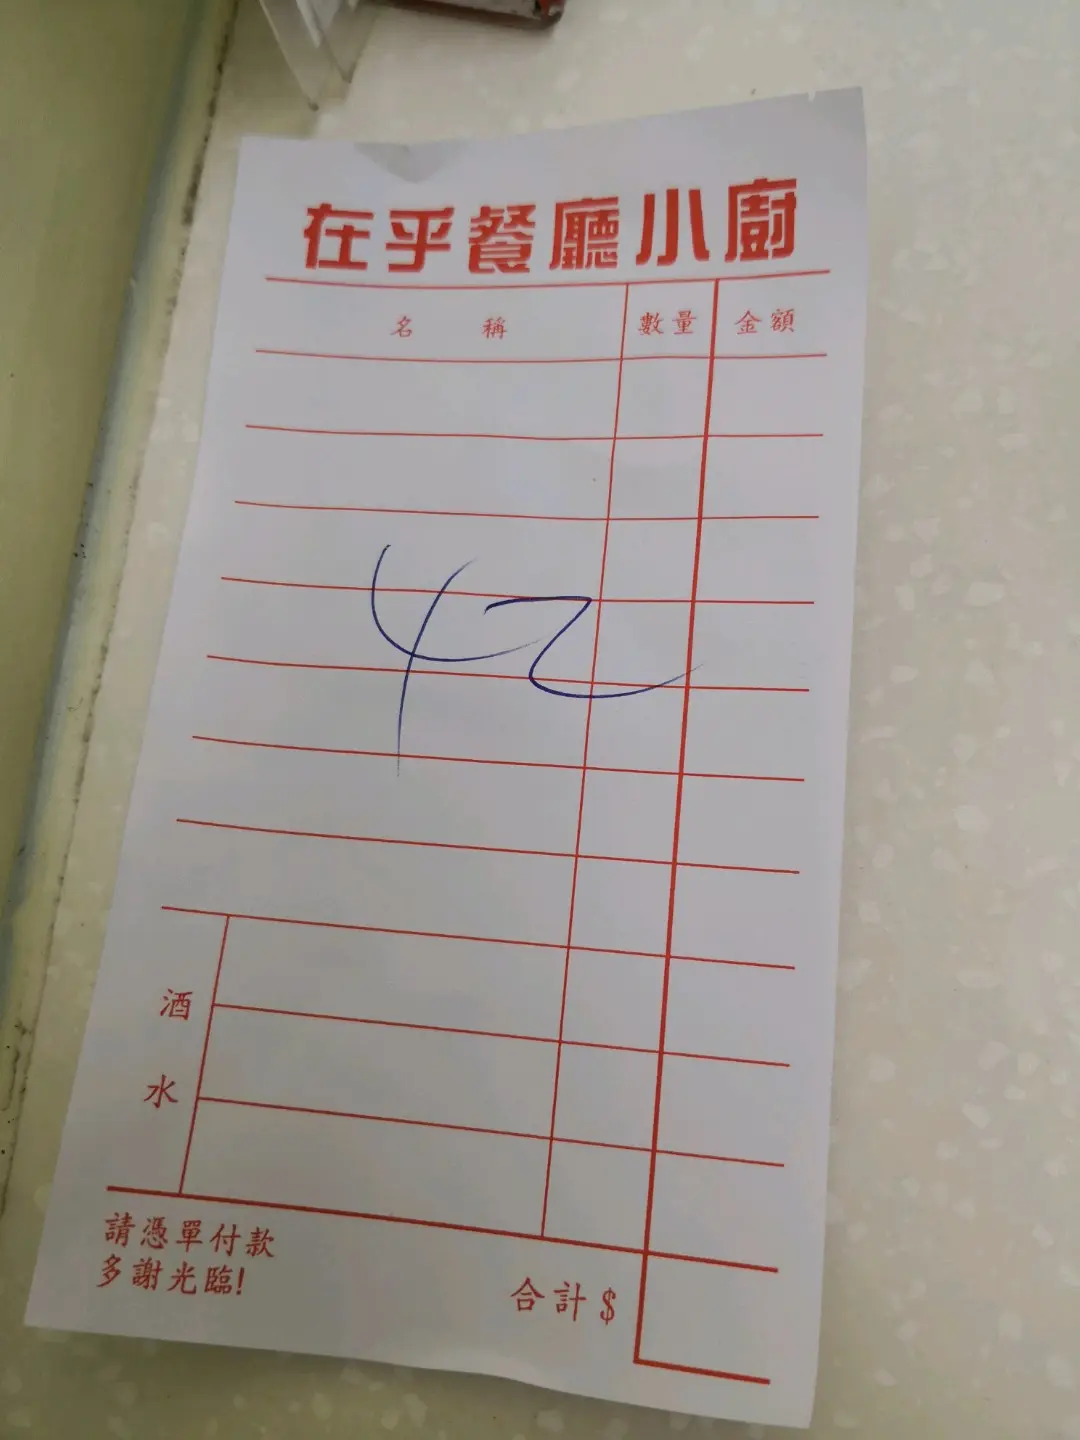 在乎餐廳小廚
名稱 數量 金額
42
酒水
請憑單付款
多謝光臨!
合計$